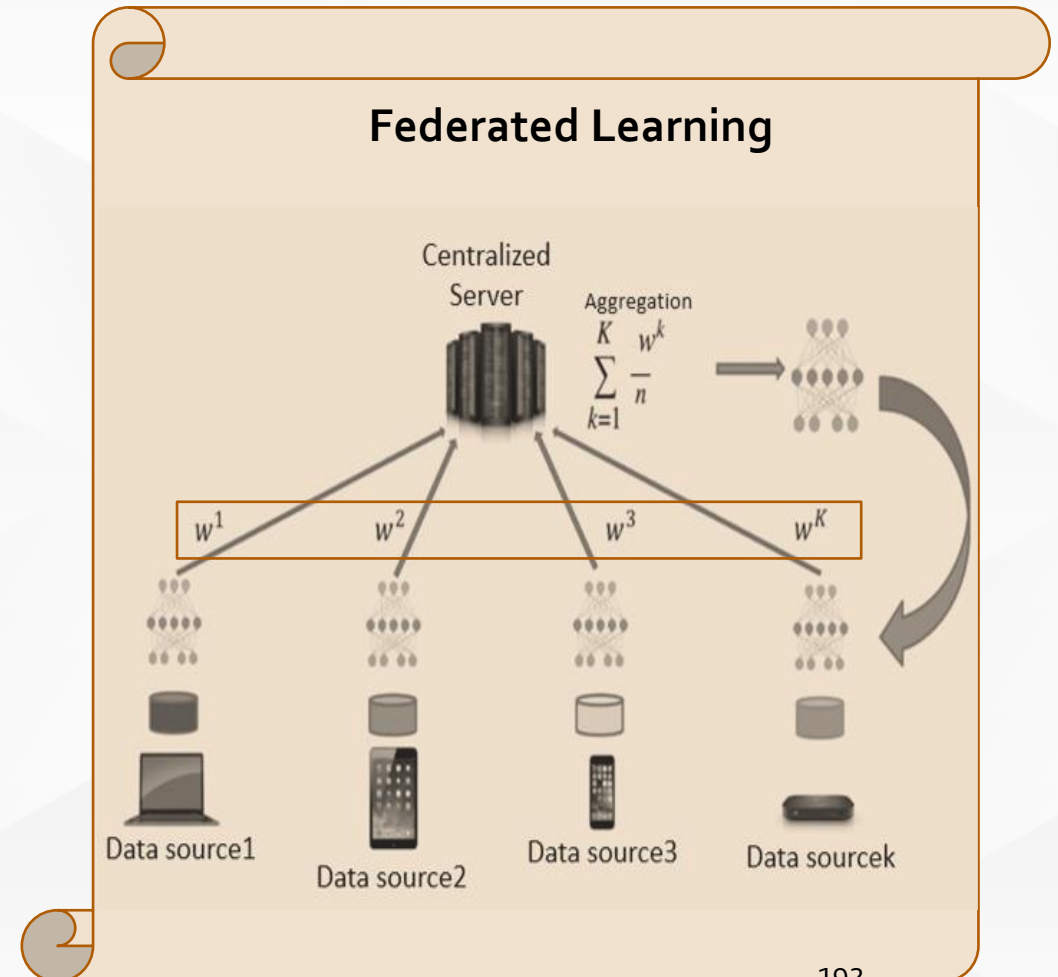 Federated Learning
Centralized
Server
Aggregation
K
w^k
∑ —
n
k=1
w^1
w^2
w^3
w^K
Data source1
Data source2
Data source3
Data sourcek